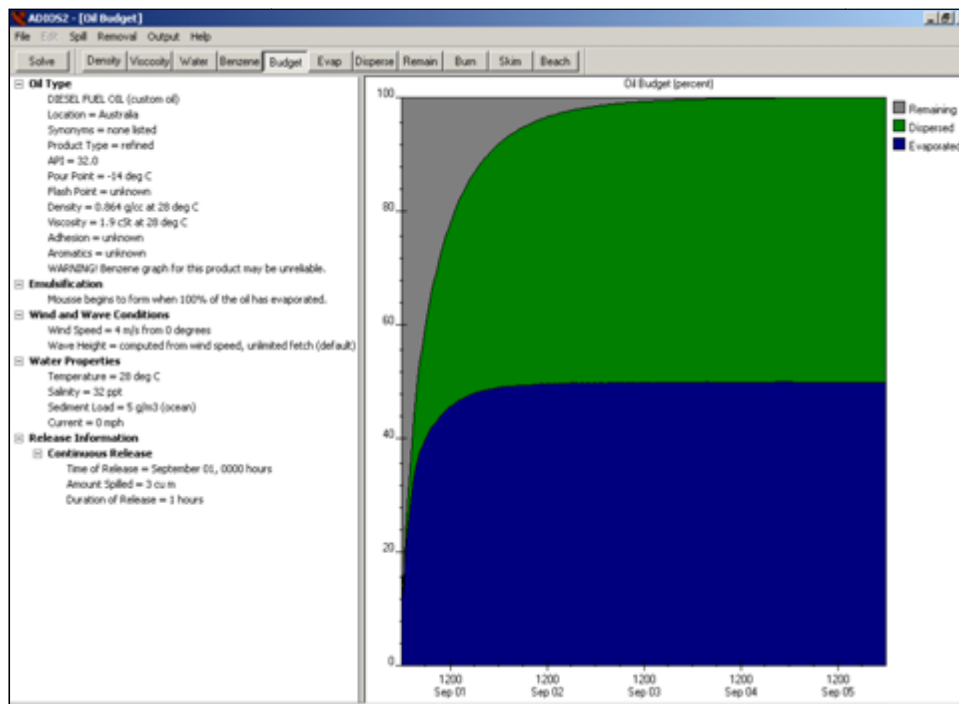 ADIOS2 - [Oil Budget]
File Edit Spill Removal Output Help
Solve Density Viscosity Water Benzene Budget Evap Disperse Remain Burn Skim Beach
Oil Type
DIESEL FUEL OIL (custom oil)
Location = Australia
Synonyms = none listed
Product Type = refined
API = 32.0
Pour Point = -14 deg C
Flash Point = unknown
Density = 0.864 g/cc at 28 deg C
Viscosity = 1.9 cSt at 28 deg C
Adhesion = unknown
Aromatics = unknown
WARNING! Benzene graph for this product may be unreliable.
Emulsification
Mousse begins to form when 100% of the oil has evaporated.
Wind and Wave Conditions
Wind Speed = 4 m/s from 0 degrees
Wave Height = computed from wind speed, unlimited fetch (default)
Water Properties
Temperature = 28 deg C
Salinity = 32 ppt
Sediment Load = 5 g/m3 (ocean)
Current = 0 mph
Release Information
Continuous Release
Time of Release = September 01, 0000 hours
Amount Spilled = 3 cu m
Duration of Release = 1 hours
Oil Budget (percent)
100
80
60
40
20
0
1200 1200 1200 1200 1200
Sep 01 Sep 02 Sep 03 Sep 04 Sep 05
Remaining
Dispersed
Evaporated